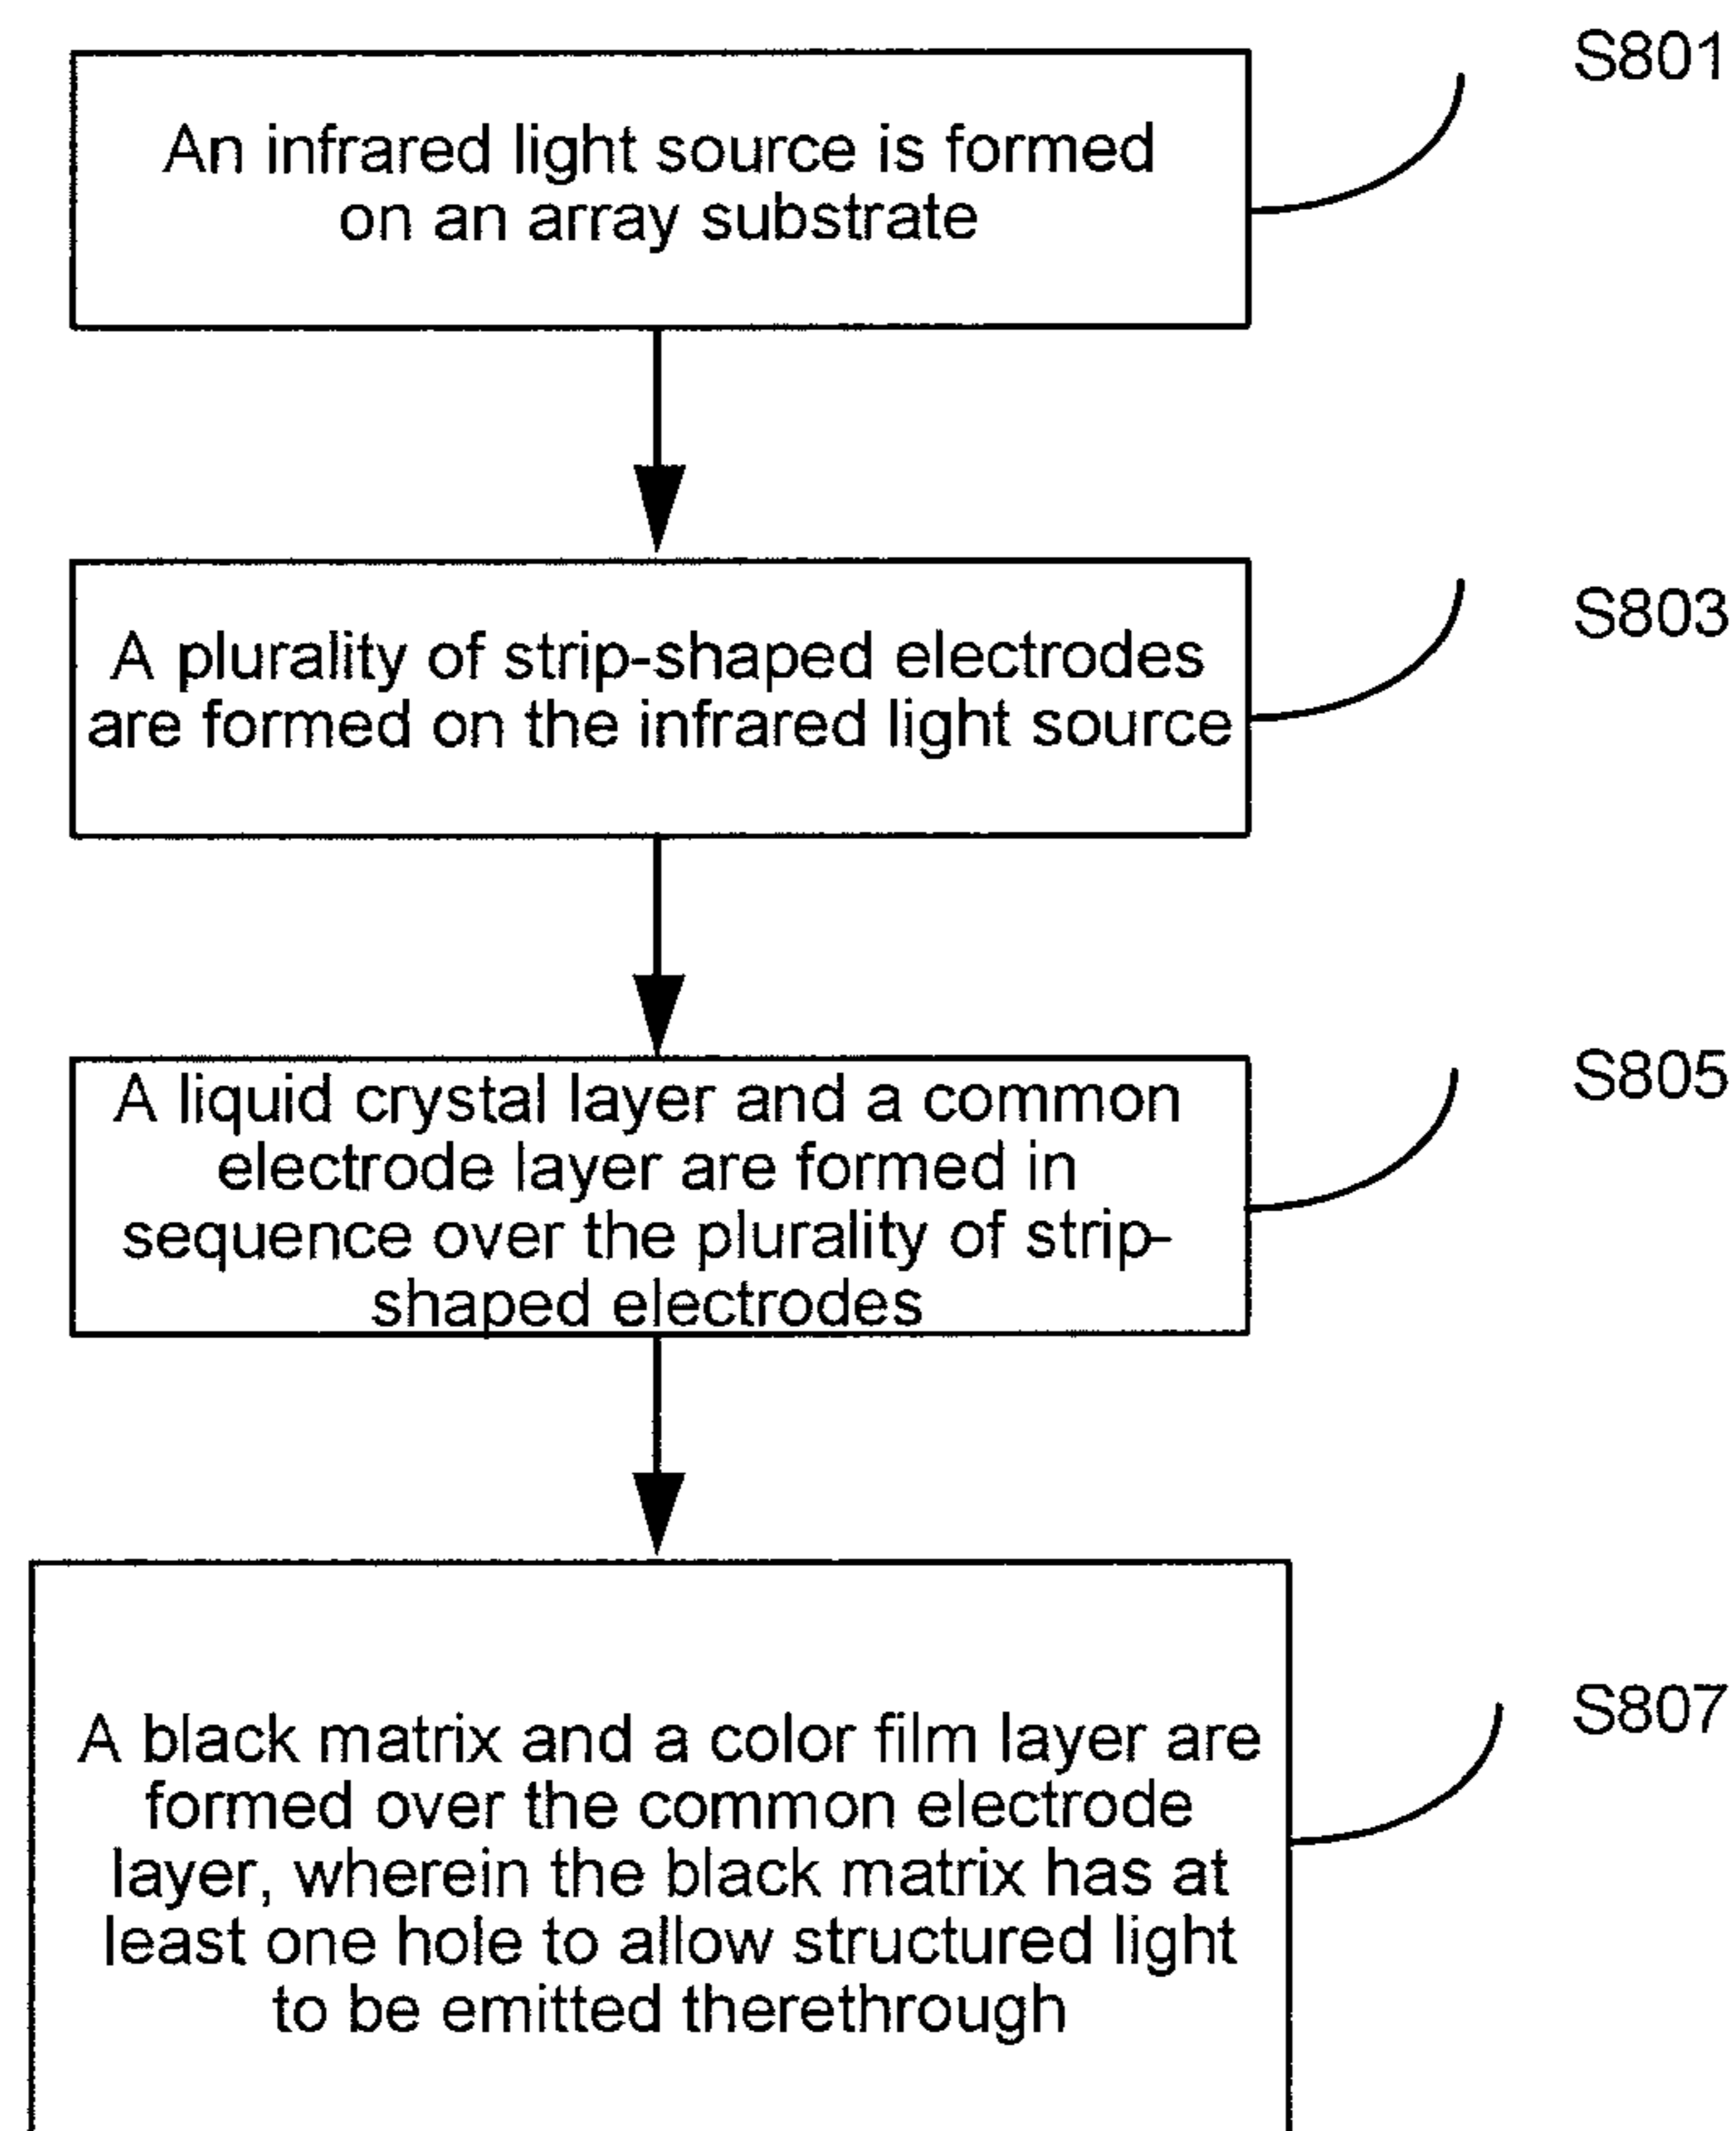 S801
An infrared light source is formed
on an array substrate
S803
A plurality of strip-shaped electrodes
are formed on the infrared light source
S805
A liquid crystal layer and a common
electrode layer are formed in
sequence over the plurality of strip-
shaped electrodes
S807
A black matrix and a color film layer are
formed over the common electrode
layer, wherein the black matrix has at
least one hole to allow structured light
to be emitted therethrough